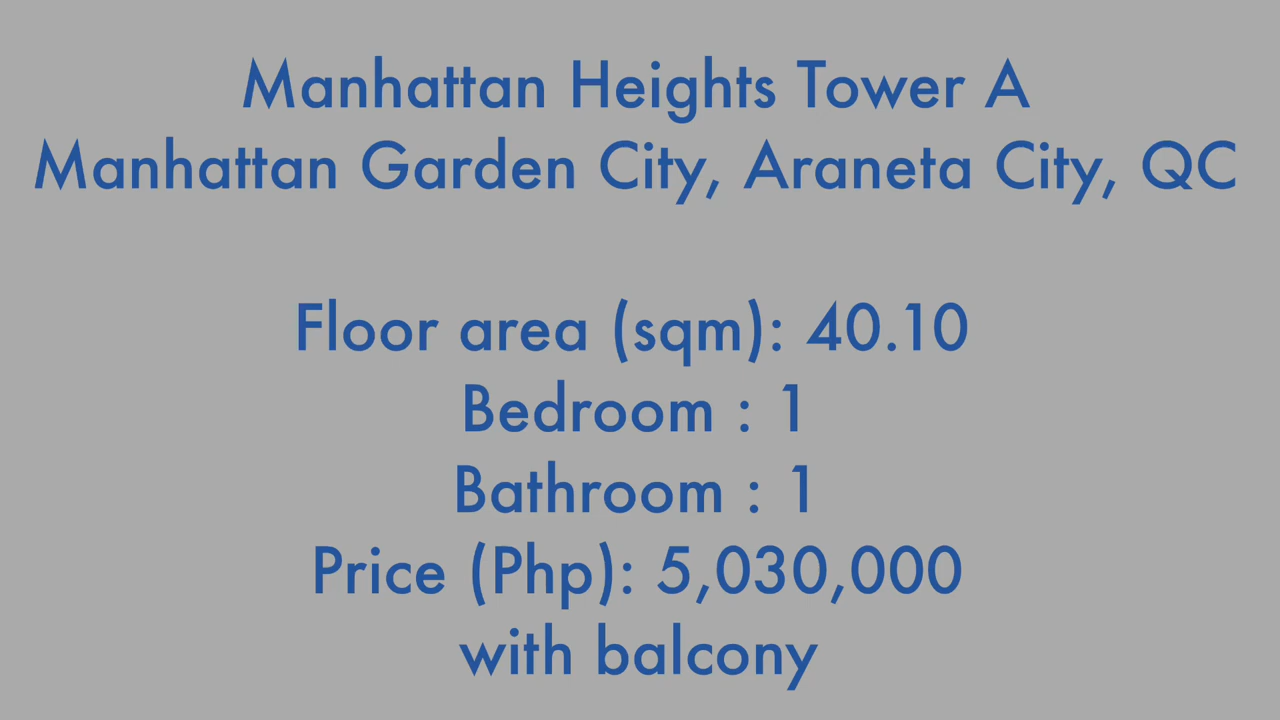 Manhattan Heights Tower A
Manhattan Garden City, Araneta City, QC
Floor area (sqm): 40.10
Bedroom : 1
Bathroom : 1
Price (Php): 5,030,000
with balcony